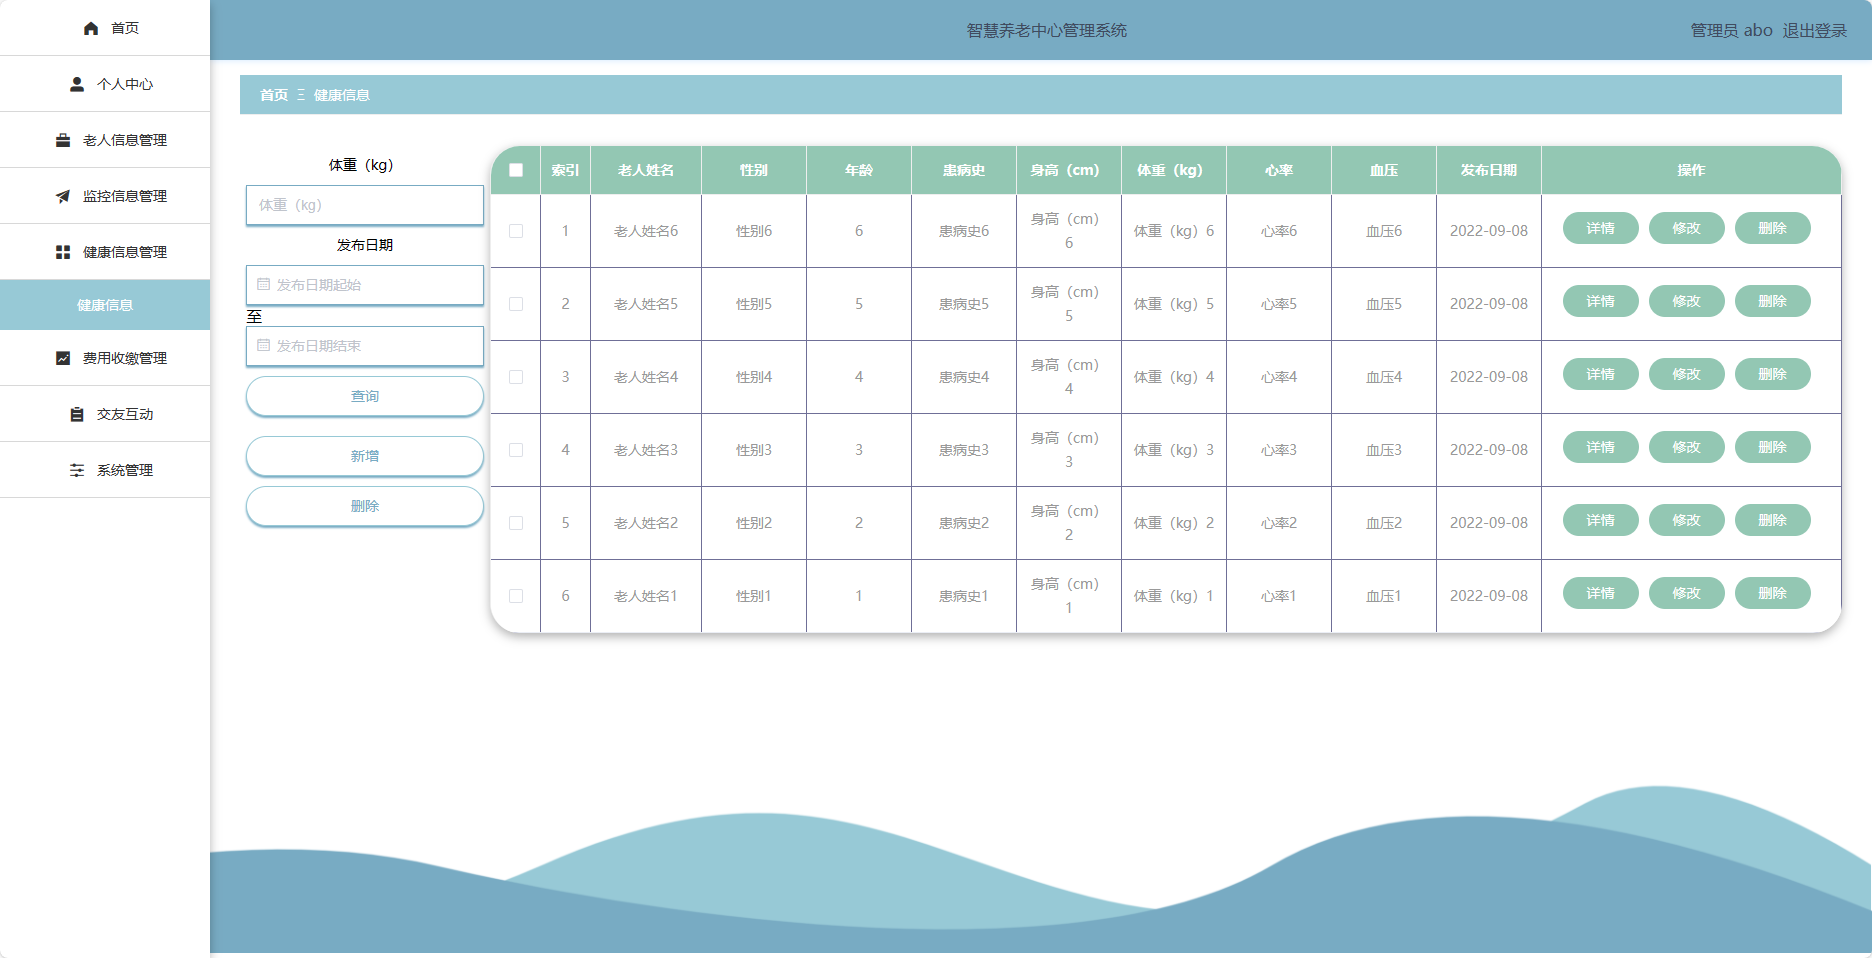 首页
个人中心
老人信息管理
监控信息管理
健康信息管理
健康信息
费用收缴管理
交友互动
系统管理
智慧养老中心管理系统
管理员 abo 退出登录
首页 Ξ 健康信息
体重（kg）
体重（kg）
发布日期
发布日期起始
至
发布日期结束
查询
新增
删除
索引 老人姓名 性别 年龄 患病史 身高（cm） 体重（kg） 心率 血压 发布日期 操作
1 老人姓名6 性别6 6 患病史6 身高（cm）6 体重（kg）6 心率6 血压6 2022-09-08 详情 修改 删除
2 老人姓名5 性别5 5 患病史5 身高（cm）5 体重（kg）5 心率5 血压5 2022-09-08 详情 修改 删除
3 老人姓名4 性别4 4 患病史4 身高（cm）4 体重（kg）4 心率4 血压4 2022-09-08 详情 修改 删除
4 老人姓名3 性别3 3 患病史3 身高（cm）3 体重（kg）3 心率3 血压3 2022-09-08 详情 修改 删除
5 老人姓名2 性别2 2 患病史2 身高（cm）2 体重（kg）2 心率2 血压2 2022-09-08 详情 修改 删除
6 老人姓名1 性别1 1 患病史1 身高（cm）1 体重（kg）1 心率1 血压1 2022-09-08 详情 修改 删除